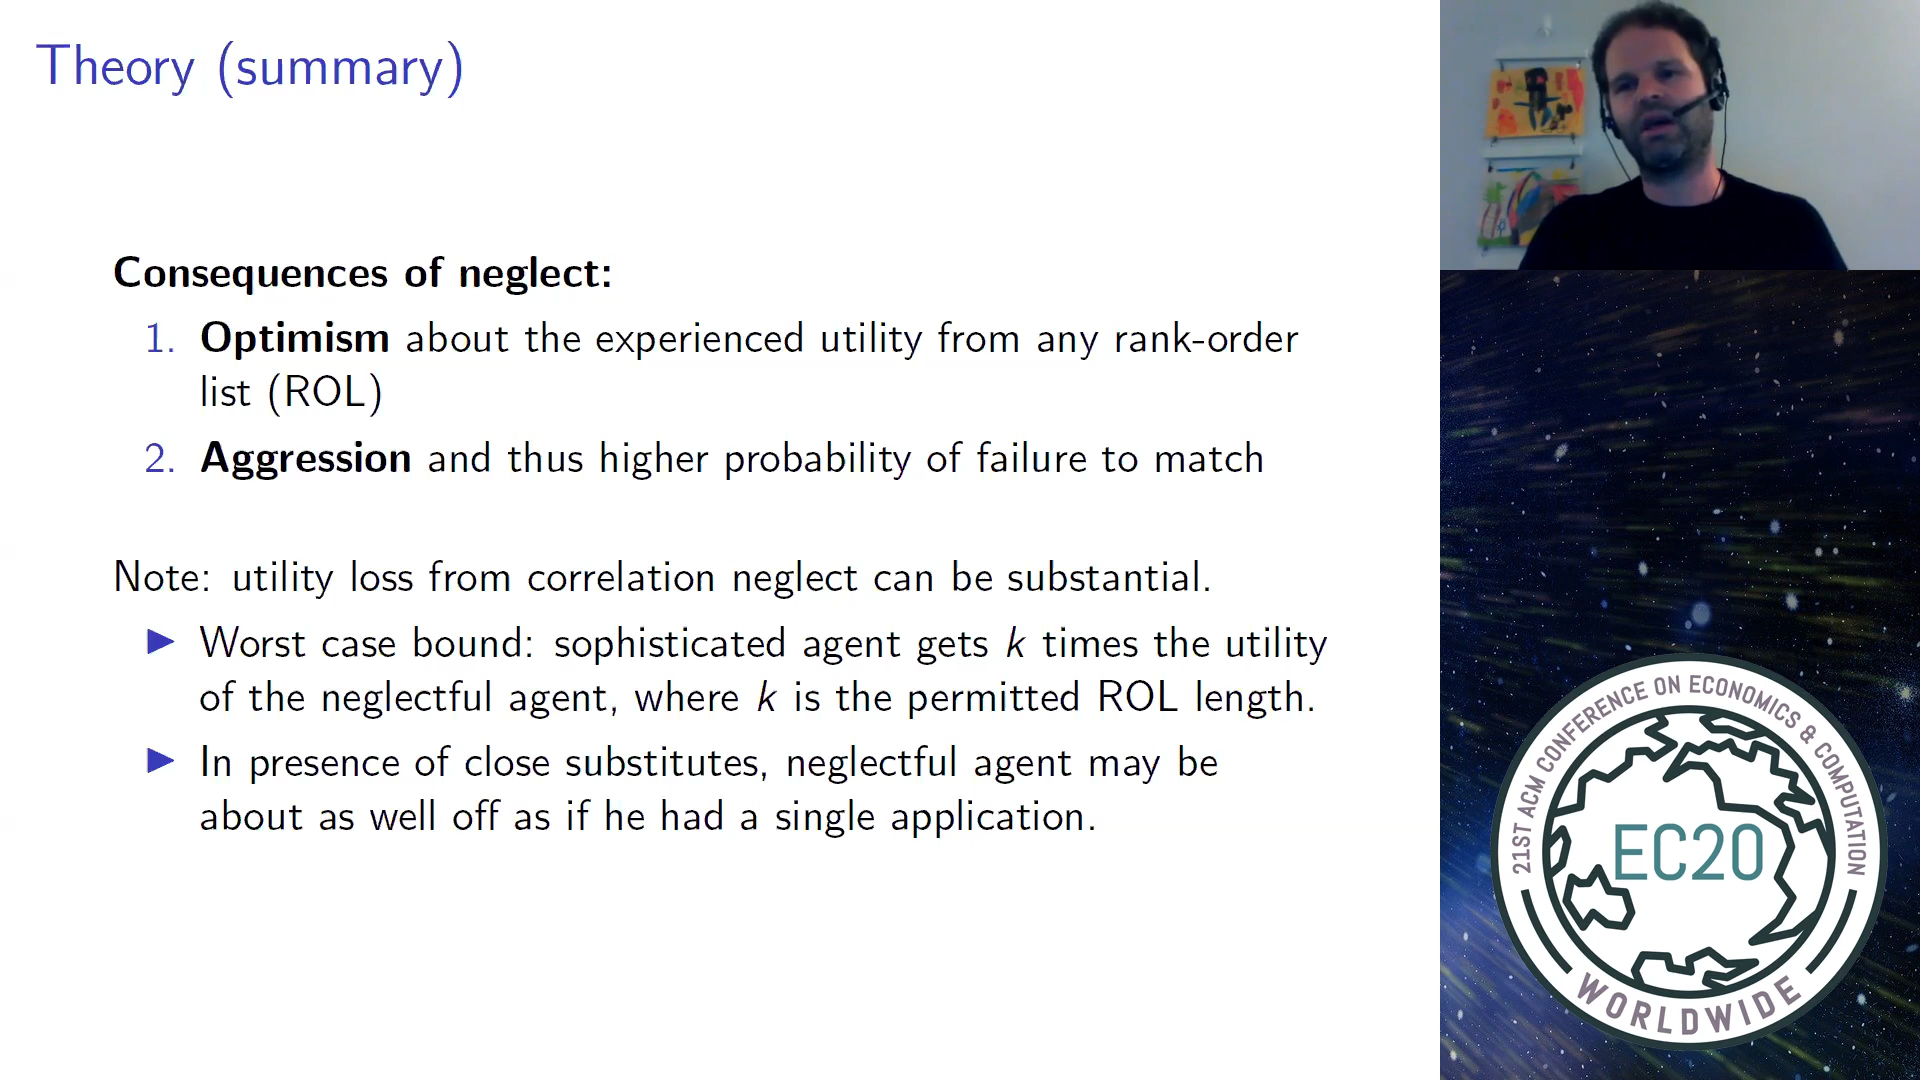 Theory (summary)
Consequences of neglect:
1. Optimism about the experienced utility from any rank-order
list (ROL)
2. Aggression and thus higher probability of failure to match
Note: utility loss from correlation neglect can be substantial.
▶ Worst case bound: sophisticated agent gets k times the utility
of the neglectful agent, where k is the permitted ROL length.
▶ In presence of close substitutes, neglectful agent may be
about as well off as if he had a single application.
21ST ACM CONFERENCE ON ECONOMICS & COMPUTATION
EC20
WORLDWIDE